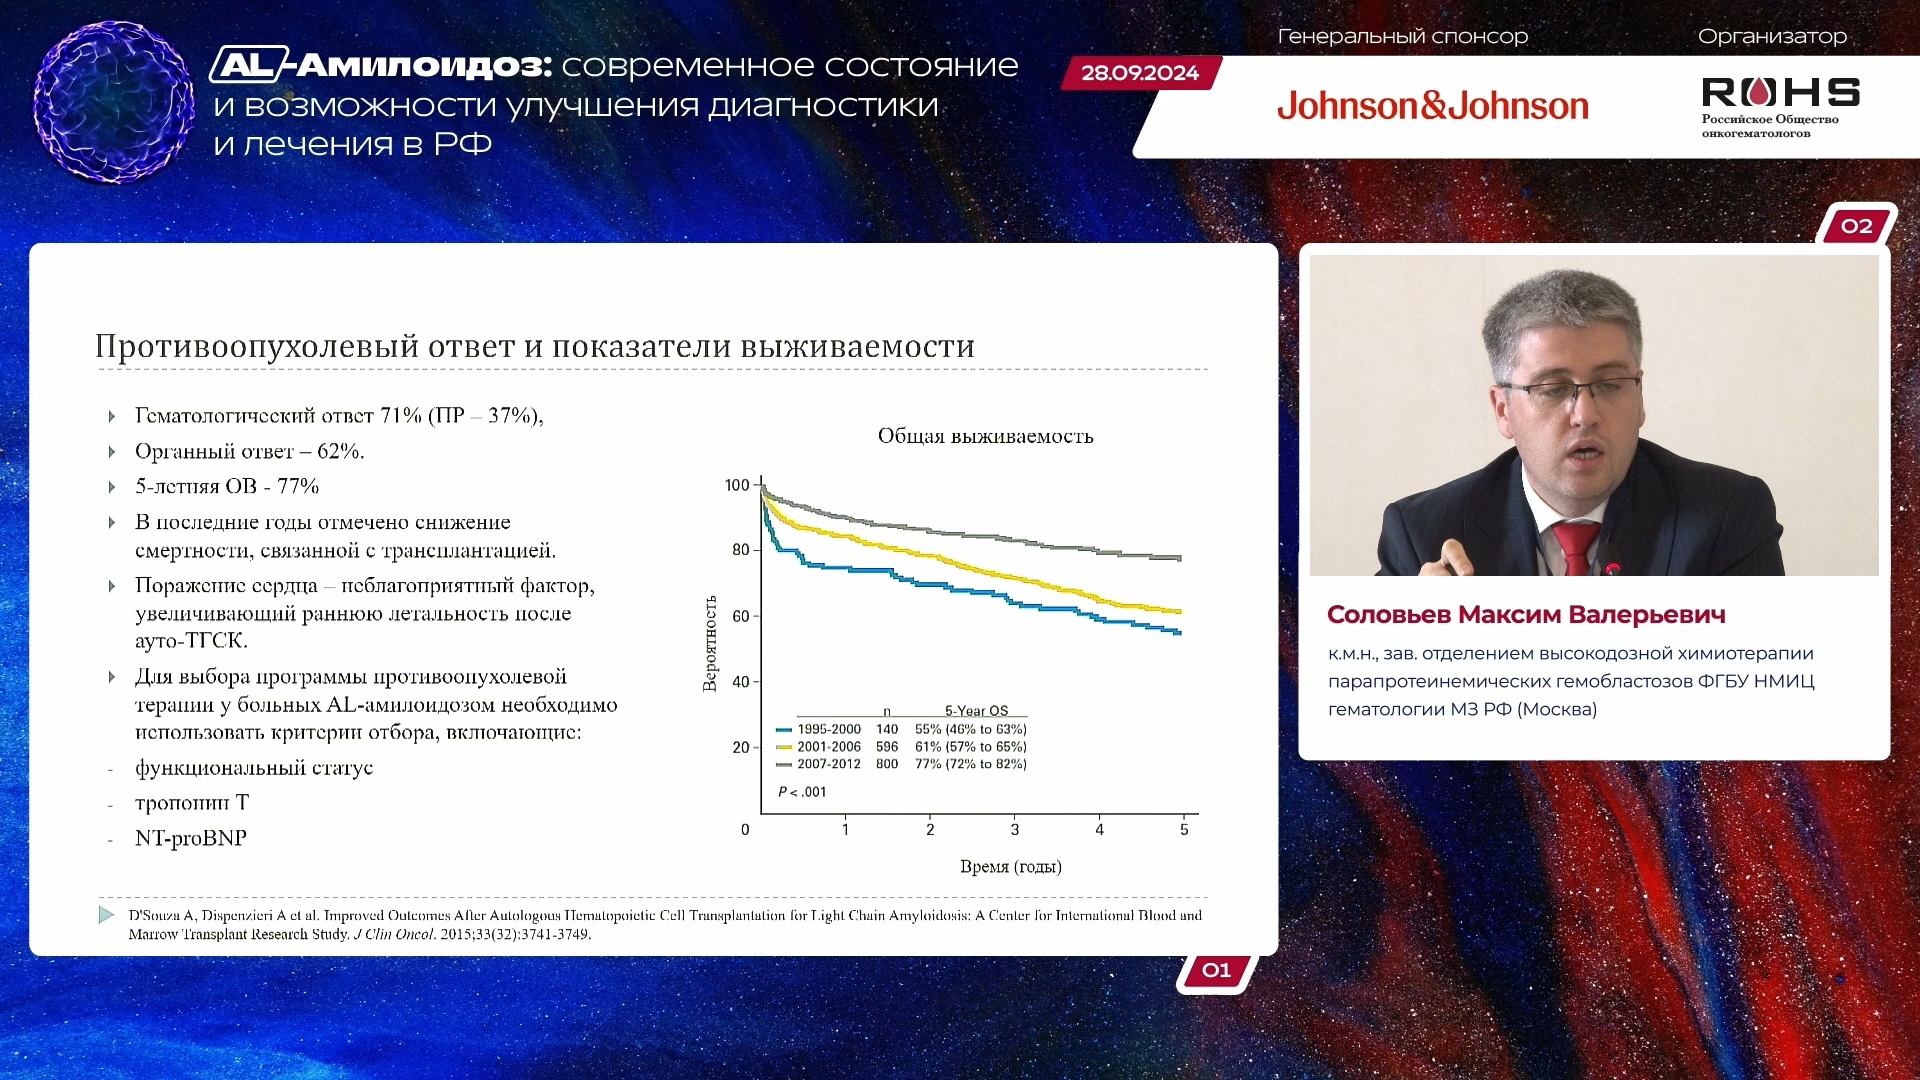 AL-Амилоидоз: современное состояние
и возможности улучшения диагностики
и лечения в РФ
28.09.2024
Генеральный спонсор
Johnson&Johnson
Организатор
ROHS
Российское Общество
онкогематологов
Противоопухолевый ответ и показатели выживаемости
Гематологический ответ 71% (ПР – 37%),
Органный ответ – 62%.
5-летняя ОВ - 77%
В последние годы отмечено снижение
смертности, связанной с трансплантацией.
Поражение сердца – неблагоприятный фактор,
увеличивающий раннюю летальность после
ауто-ТГСК.
Для выбора программы противоопухолевой
терапии у больных AL-амилоидозом необходимо
использовать критерии отбора, включающие:
- функциональный статус
- тропонин Т
- NT-proBNP
Общая выживаемость
Вероятность
100
80
60
40
20
0
1
2
3
4
5
Время (годы)
n 5-Year OS
1995-2000 140 55% (46% to 63%)
2001-2006 596 61% (57% to 65%)
2007-2012 800 77% (72% to 82%)
P < .001
D'Souza A, Dispenzieri A et al. Improved Outcomes After Autologous Hematopoietic Cell Transplantation for Light Chain Amyloidosis: A Center for International Blood and
Marrow Transplant Research Study. J Clin Oncol. 2015;33(32):3741-3749.
01
02
Соловьев Максим Валерьевич
к.м.н., зав. отделением высокодозной химиотерапии
парапротеинемических гемобластозов ФГБУ НМИЦ
гематологии МЗ РФ (Москва)